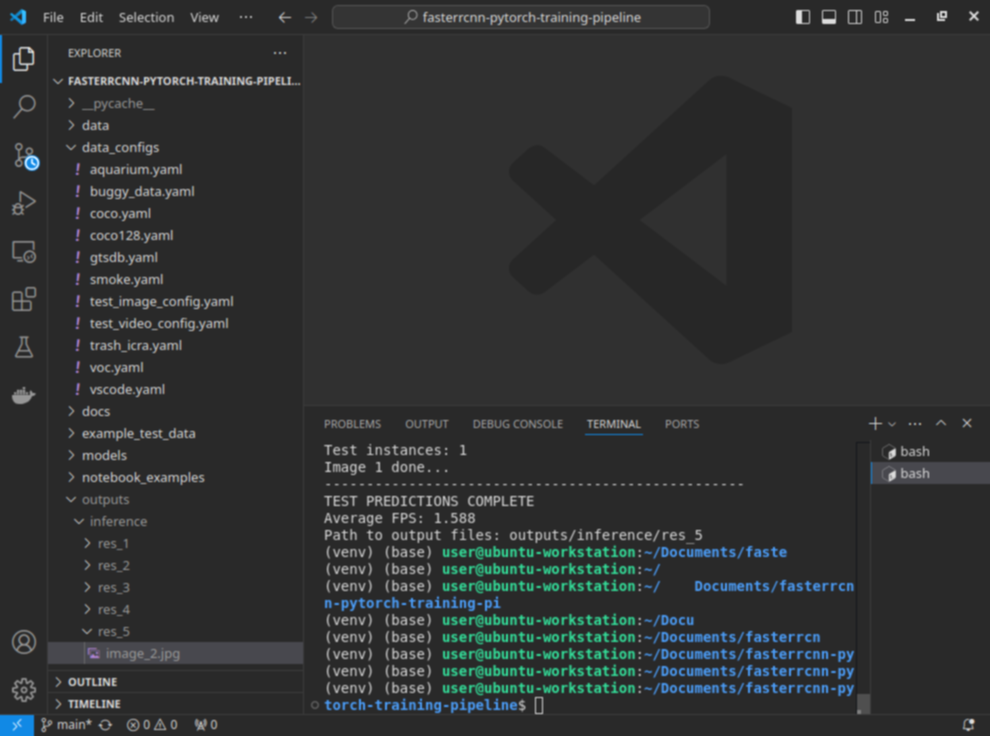 File Edit Selection View ··· fasterrcnn-pytorch-training-pipeline
EXPLORER ···
FASTERRCNN-PYTORCH-TRAINING-PIPELI...
__pycache__
data
data_configs
! aquarium.yaml
! buggy_data.yaml
! coco.yaml
! coco128.yaml
! gtsdb.yaml
! smoke.yaml
! test_image_config.yaml
! test_video_config.yaml
! trash_icra.yaml
! voc.yaml
! vscode.yaml
docs
example_test_data
models
notebook_examples
outputs
inference
res_1
res_2
res_3
res_4
res_5
image_2.jpg
OUTLINE
TIMELINE
PROBLEMS OUTPUT DEBUG CONSOLE TERMINAL PORTS
Test instances: 1
Image 1 done...
--------------------------------------------------
TEST PREDICTIONS COMPLETE
Average FPS: 1.588
Path to output files: outputs/inference/res_5
(venv) (base) user@ubuntu-workstation:~/Documents/faste
(venv) (base) user@ubuntu-workstation:~/
(venv) (base) user@ubuntu-workstation:~/    Documents/fasterrcn
n-pytorch-training-pi
(venv) (base) user@ubuntu-workstation:~/Docu
(venv) (base) user@ubuntu-workstation:~/Documents/fasterrcn
(venv) (base) user@ubuntu-workstation:~/Documents/fasterrcnn-py
(venv) (base) user@ubuntu-workstation:~/Documents/fasterrcnn-py
(venv) (base) user@ubuntu-workstation:~/Documents/fasterrcnn-py
torch-training-pipeline$
bash
bash
main* 0 0 0